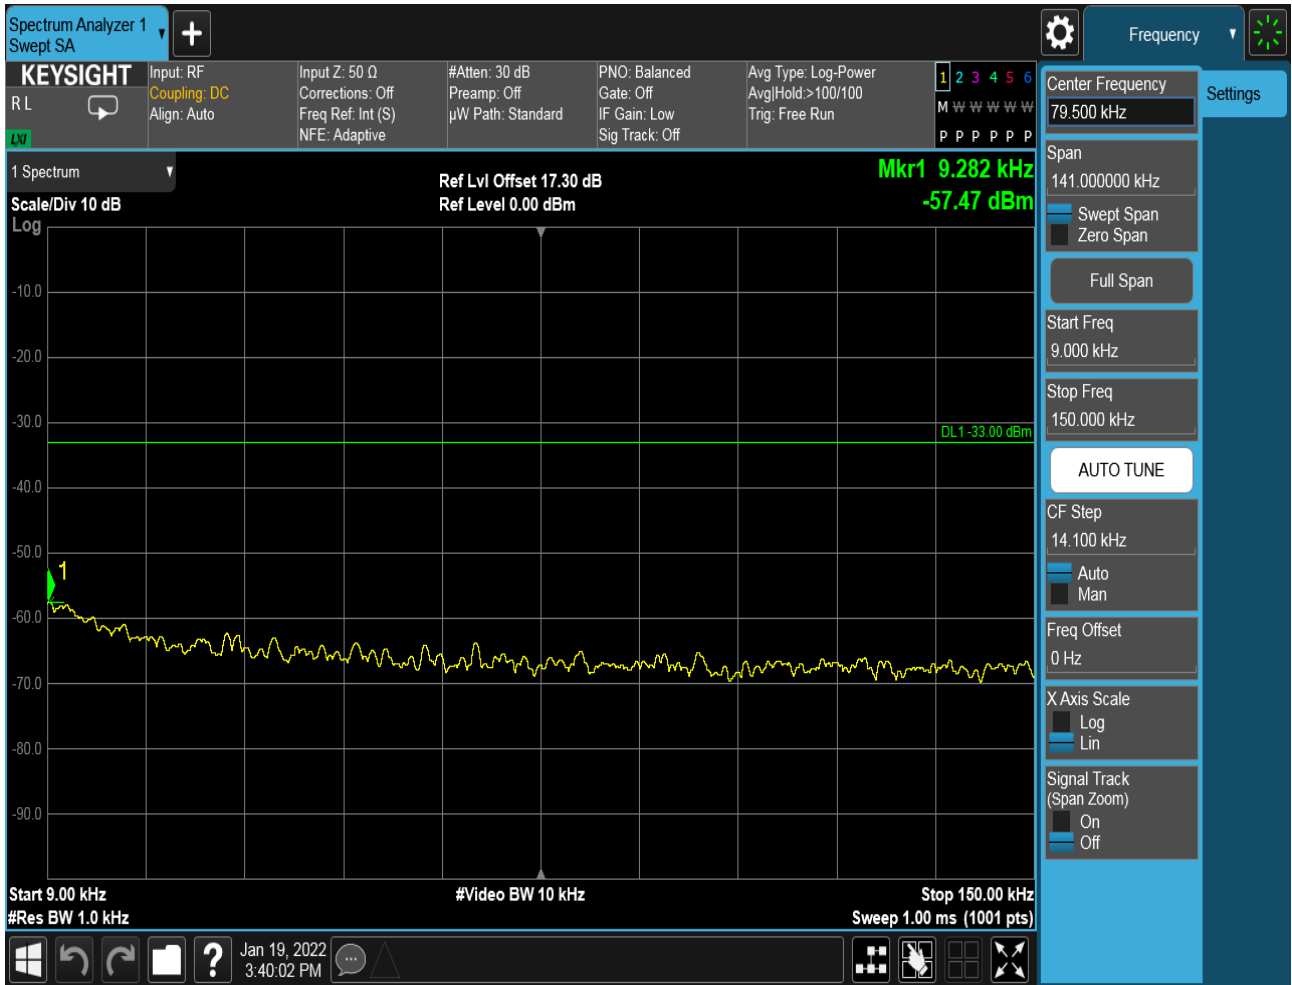 Spectrum Analyzer 1
Swept SA
Frequency
KEYSIGHT
R L
LXI
Input: RF
Coupling: DC
Align: Auto
Input Z: 50 Ω
Corrections: Off
Freq Ref: Int (S)
NFE: Adaptive
#Atten: 30 dB
Preamp: Off
µW Path: Standard
PNO: Balanced
Gate: Off
IF Gain: Low
Sig Track: Off
Avg Type: Log-Power
Avg|Hold:>100/100
Trig: Free Run
1 2 3 4 5 6
M W W W W W
P P P P P P
1 Spectrum
Scale/Div 10 dB
Log
Ref Lvl Offset 17.30 dB
Ref Level 0.00 dBm
Mkr1 9.282 kHz
-57.47 dBm
-10.0
-20.0
-30.0
DL1 -33.00 dBm
-40.0
-50.0
1
-60.0
-70.0
-80.0
-90.0
Start 9.00 kHz
#Video BW 10 kHz
Stop 150.00 kHz
#Res BW 1.0 kHz
Sweep 1.00 ms (1001 pts)
?
Jan 19, 2022
3:40:02 PM
Center Frequency
79.500 kHz
Settings
Span
141.000000 kHz
Swept Span
Zero Span
Full Span
Start Freq
9.000 kHz
Stop Freq
150.000 kHz
AUTO TUNE
CF Step
14.100 kHz
Auto
Man
Freq Offset
0 Hz
X Axis Scale
Log
Lin
Signal Track
(Span Zoom)
On
Off